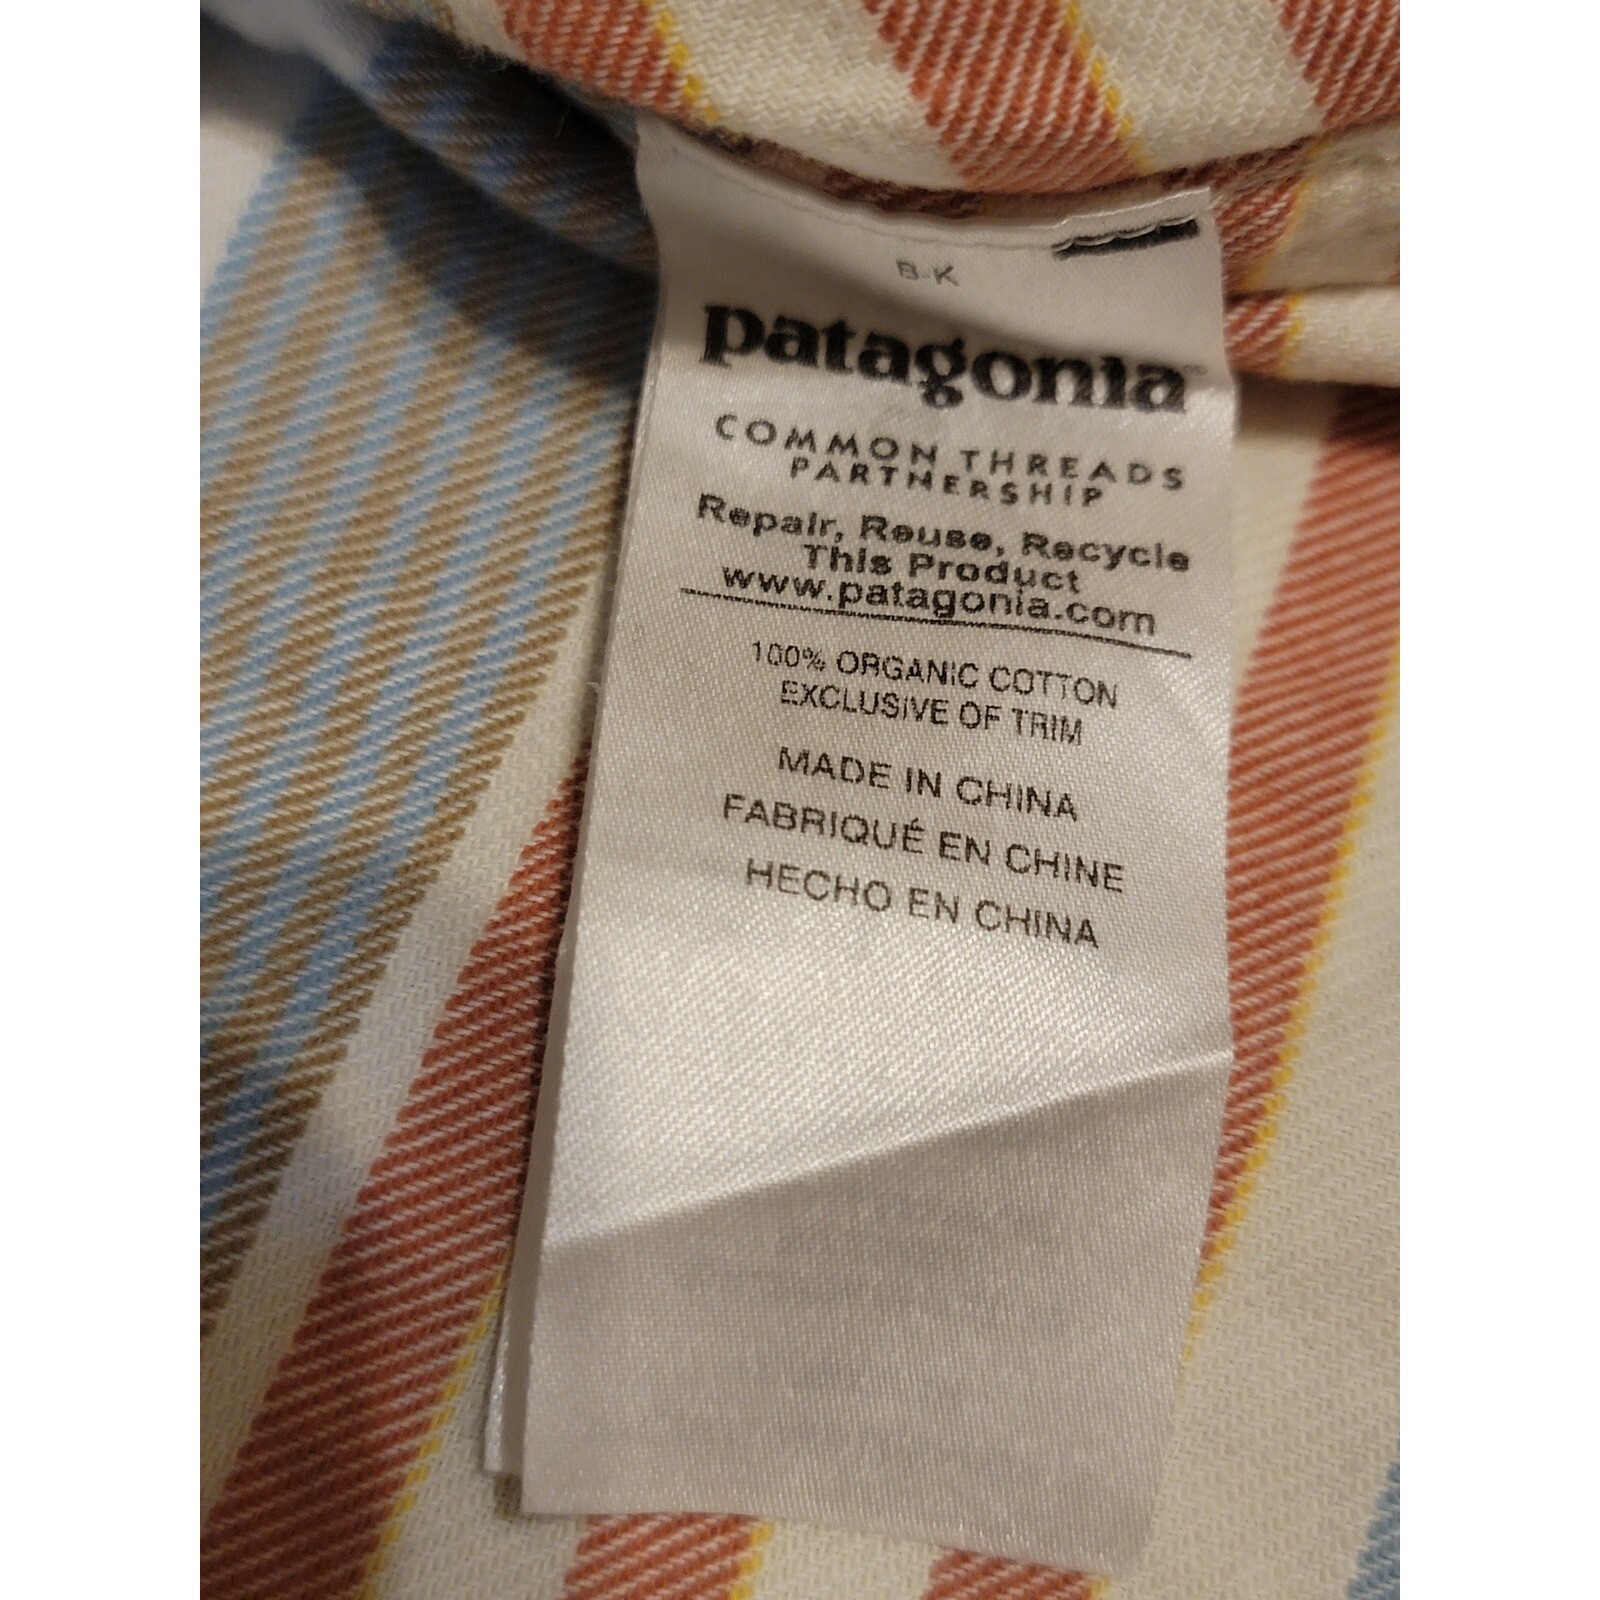 B-K
patagonia
COMMON THREADS
PARTNERSHIP
Repair, Reuse, Recycle
This Product
www.patagonia.com
100% ORGANIC COTTON
EXCLUSIVE OF TRIM
MADE IN CHINA
FABRIQUÉ EN CHINE
HECHO EN CHINA